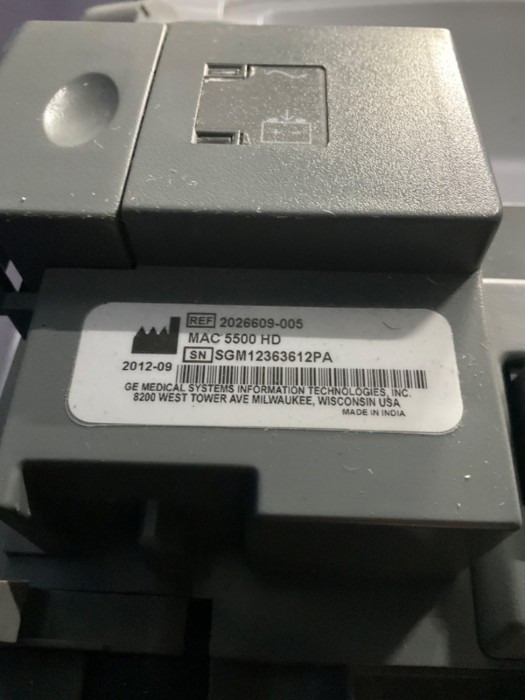 REF 2026609-005
MAC 5500 HD
SN SGM12363612PA
2012-09
GE MEDICAL SYSTEMS INFORMATION TECHNOLOGIES, INC.
8200 WEST TOWER AVE MILWAUKEE, WISCONSIN USA
MADE IN INDIA